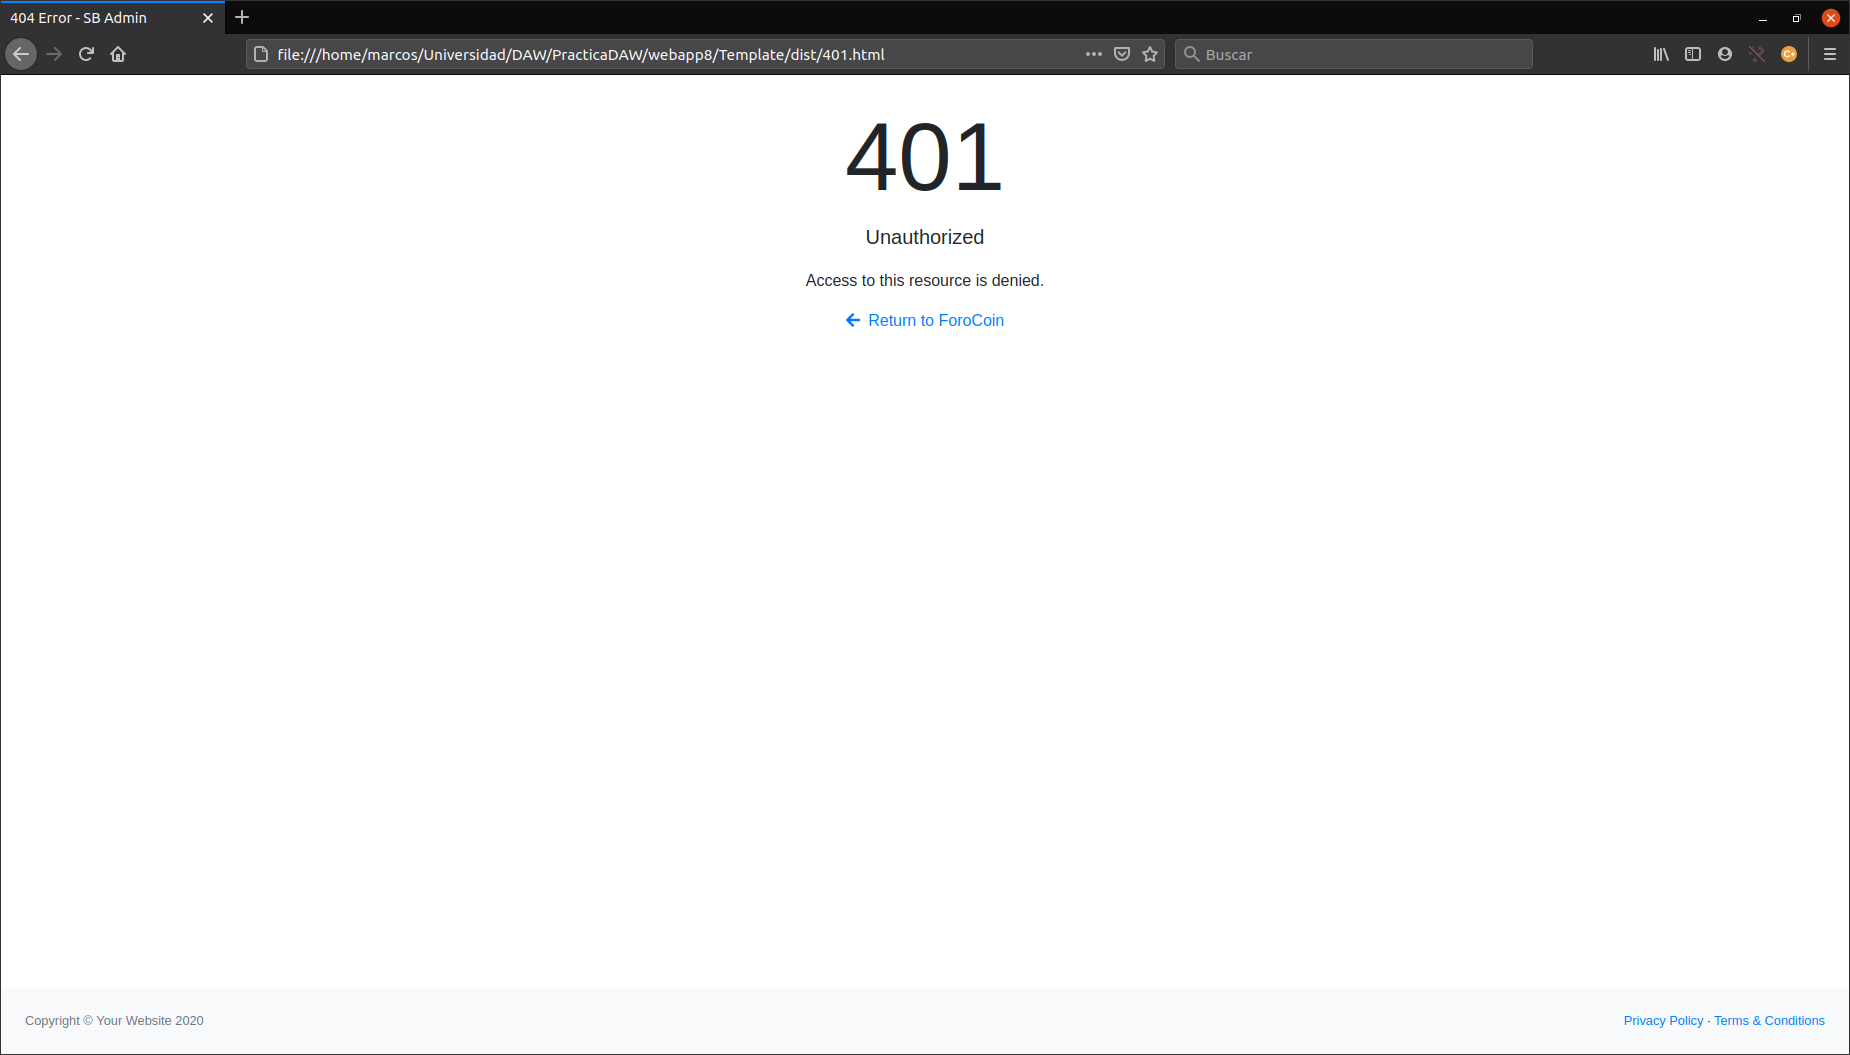 404 Error - SB Admin
file:///home/marcos/Universidad/DAW/PracticaDAW/webapp8/Template/dist/401.html
Buscar
401
Unauthorized
Access to this resource is denied.
Return to ForoCoin
Copyright © Your Website 2020
Privacy Policy · Terms & Conditions